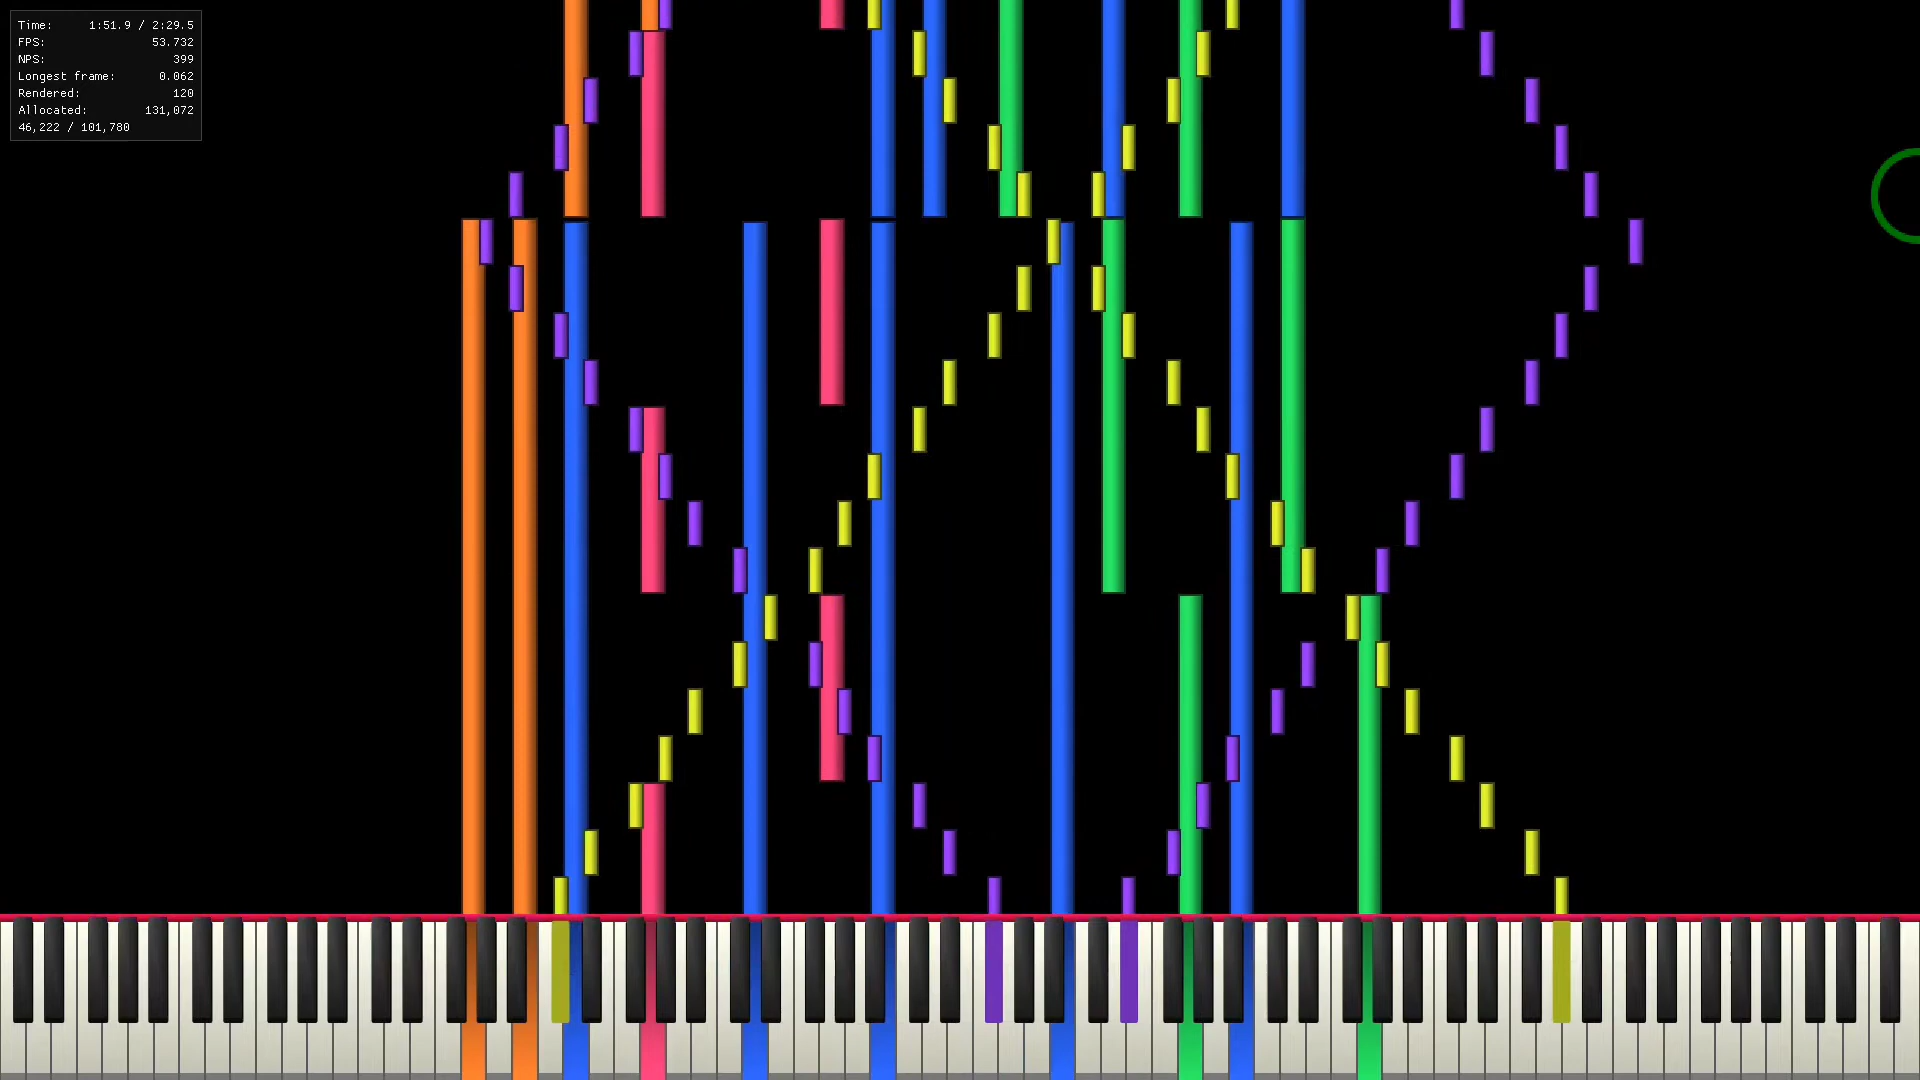 Time: 1:51.9 / 2:29.5
FPS: 53.732
NPS: 399
Longest frame: 0.062
Rendered: 120
Allocated: 131,072
46,222 / 101,780